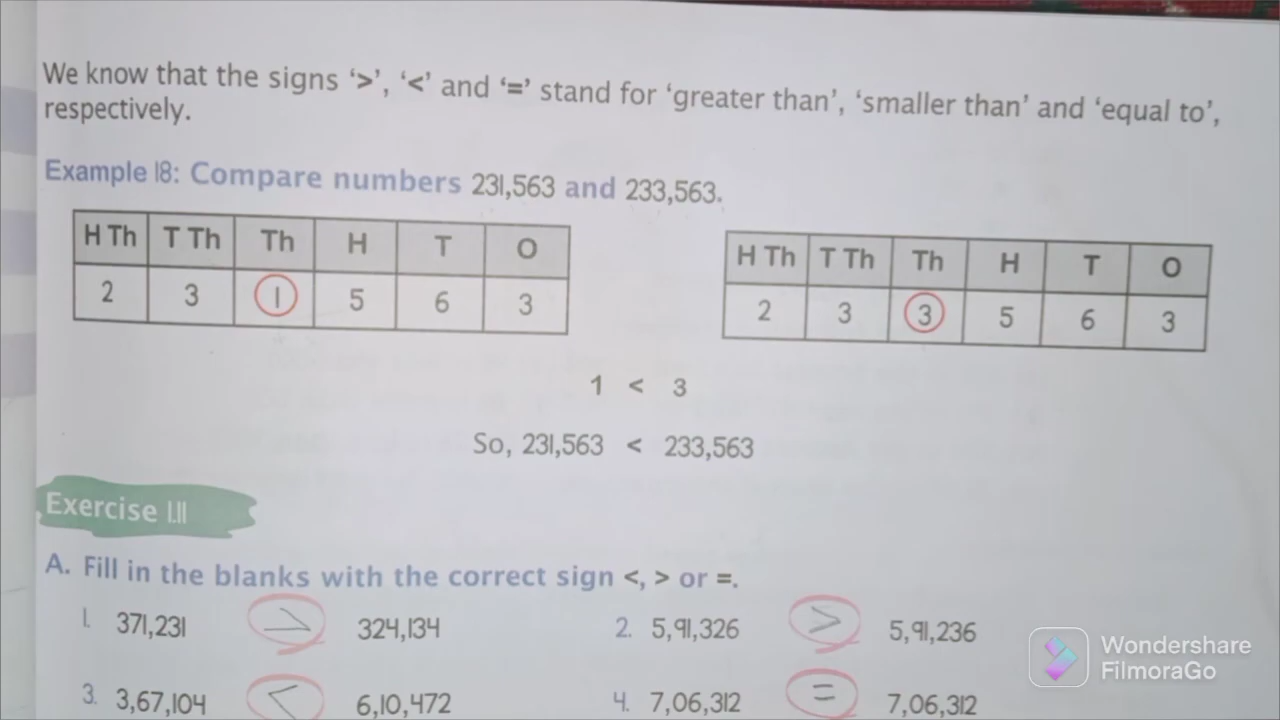 We know that the signs ‘>’, ‘<’ and ‘=’ stand for ‘greater than’, ‘smaller than’ and ‘equal to’,
respectively.
Example 18: Compare numbers 231,563 and 233,563.
H Th T Th Th H T O
2 3 1 5 6 3
H Th T Th Th H T O
2 3 3 5 6 3
1 < 3
So, 231,563 < 233,563
Exercise 1.11
A. Fill in the blanks with the correct sign <, > or =.
1. 371,231 > 324,134
2. 5,91,326 > 5,91,236
3. 3,67,104 < 6,10,472
4. 7,06,312 = 7,06,312
Wondershare
FilmoraGo